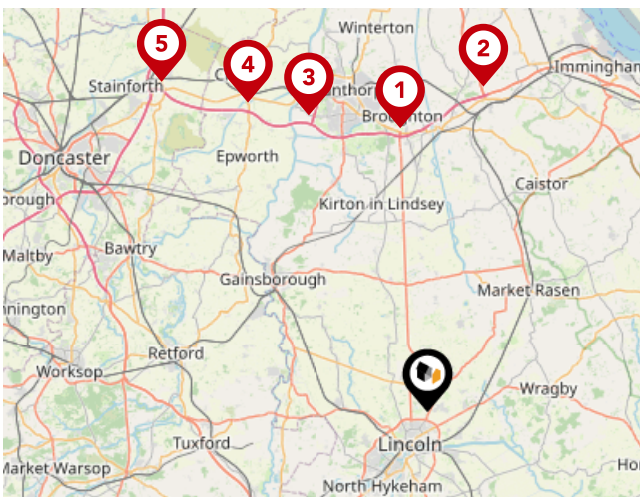 Winterton
5
2
4
3
1
Immingham
Stainforth
Doncaster
Epworth
Caistor
Kirton in Lindsey
Maltby
Bawtry
Gainsborough
Market Rasen
Retford
Worksop
Wragby
Tuxford
Lincoln
Market Warsop
North Hykeham